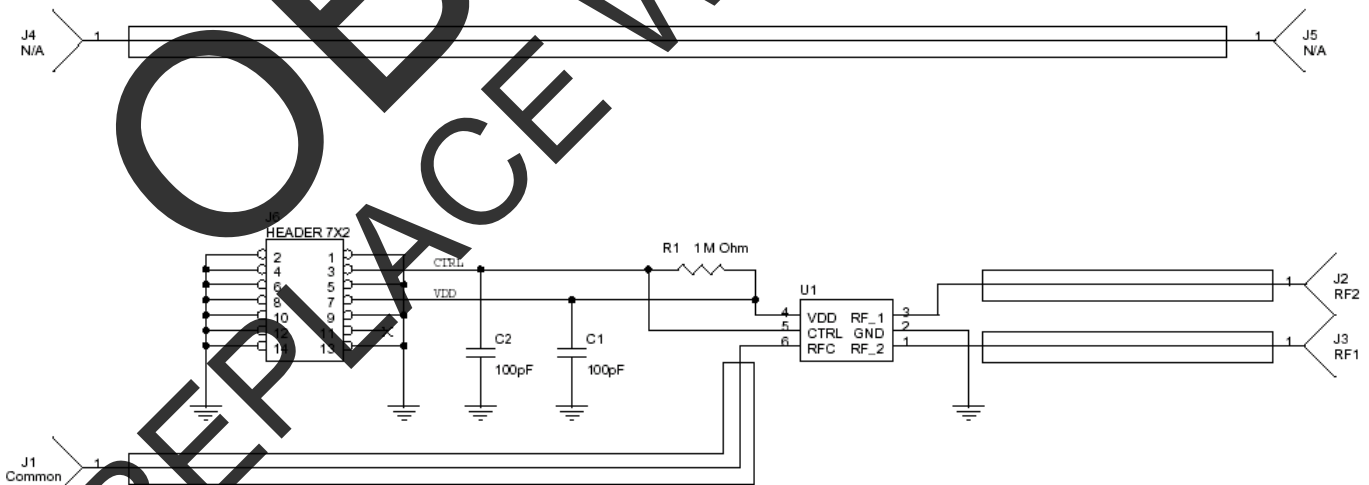 J4
N/A
1
1
J5
N/A
J6
HEADER 7X2
2 1
4 3
6 5
8 7
10 9
12 11
14 13
CTRL
VDD
R1 1M Ohm
C2
100pF
C1
100pF
U1
4 VDD RF_1 3
5 CTRL GND 2
6 RFC RF_2 1
1
J2
RF2
1
J3
RF1
J1
Common
1
REPLACE